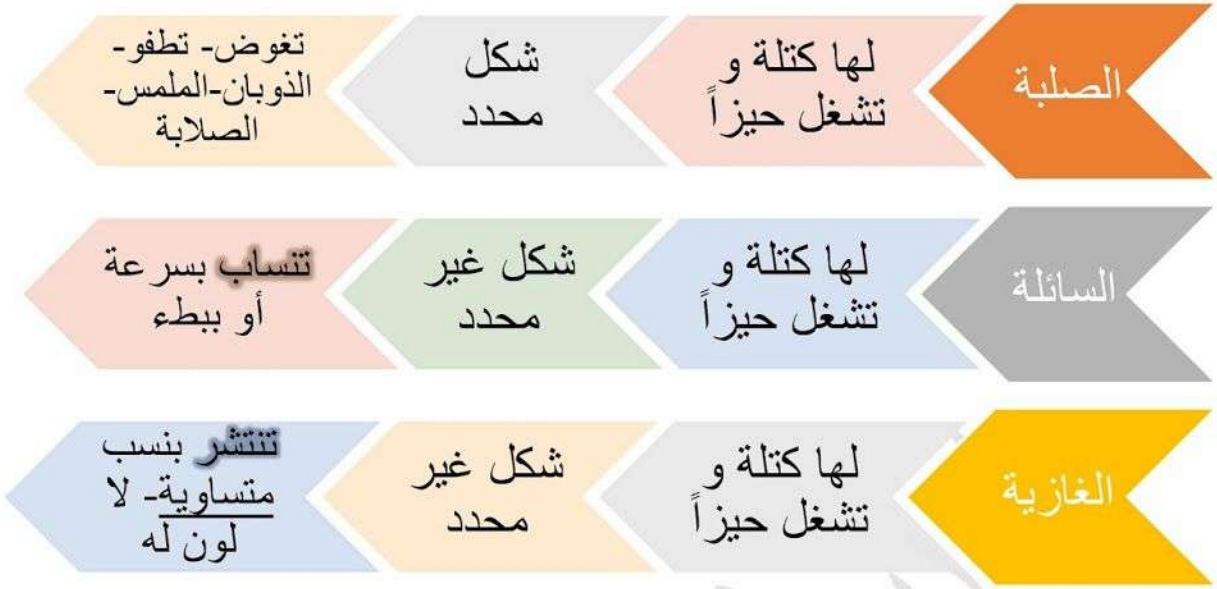 الصلبة
لها كتلة و
تشغل حيزاً
شكل
محدد
تغوض- تطفو-
الذوبان-الملمس-
الصلابة
السائلة
لها كتلة و
تشغل حيزاً
شكل غير
محدد
تنساب بسرعة
أو ببطء
الغازية
لها كتلة و
تشغل حيزاً
شكل غير
محدد
تنتشر بنسب
متساوية- لا
لون له